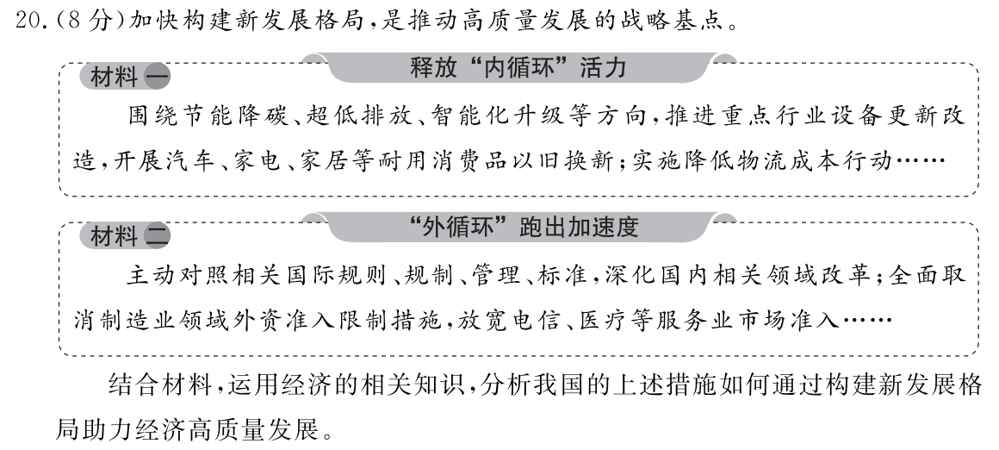 20.(8分)加快构建新发展格局,是推动高质量发展的战略基点。
材料一
释放“内循环”活力
围绕节能降碳、超低排放、智能化升级等方向,推进重点行业设备更新改
造,开展汽车、家电、家居等耐用消费品以旧换新;实施降低物流成本行动……
材料二
“外循环”跑出加速度
主动对照相关国际规则、规制、管理、标准,深化国内相关领域改革;全面取
消制造业领域外资准入限制措施,放宽电信、医疗等服务业市场准入……
结合材料,运用经济的相关知识,分析我国的上述措施如何通过构建新发展格
局助力经济高质量发展。